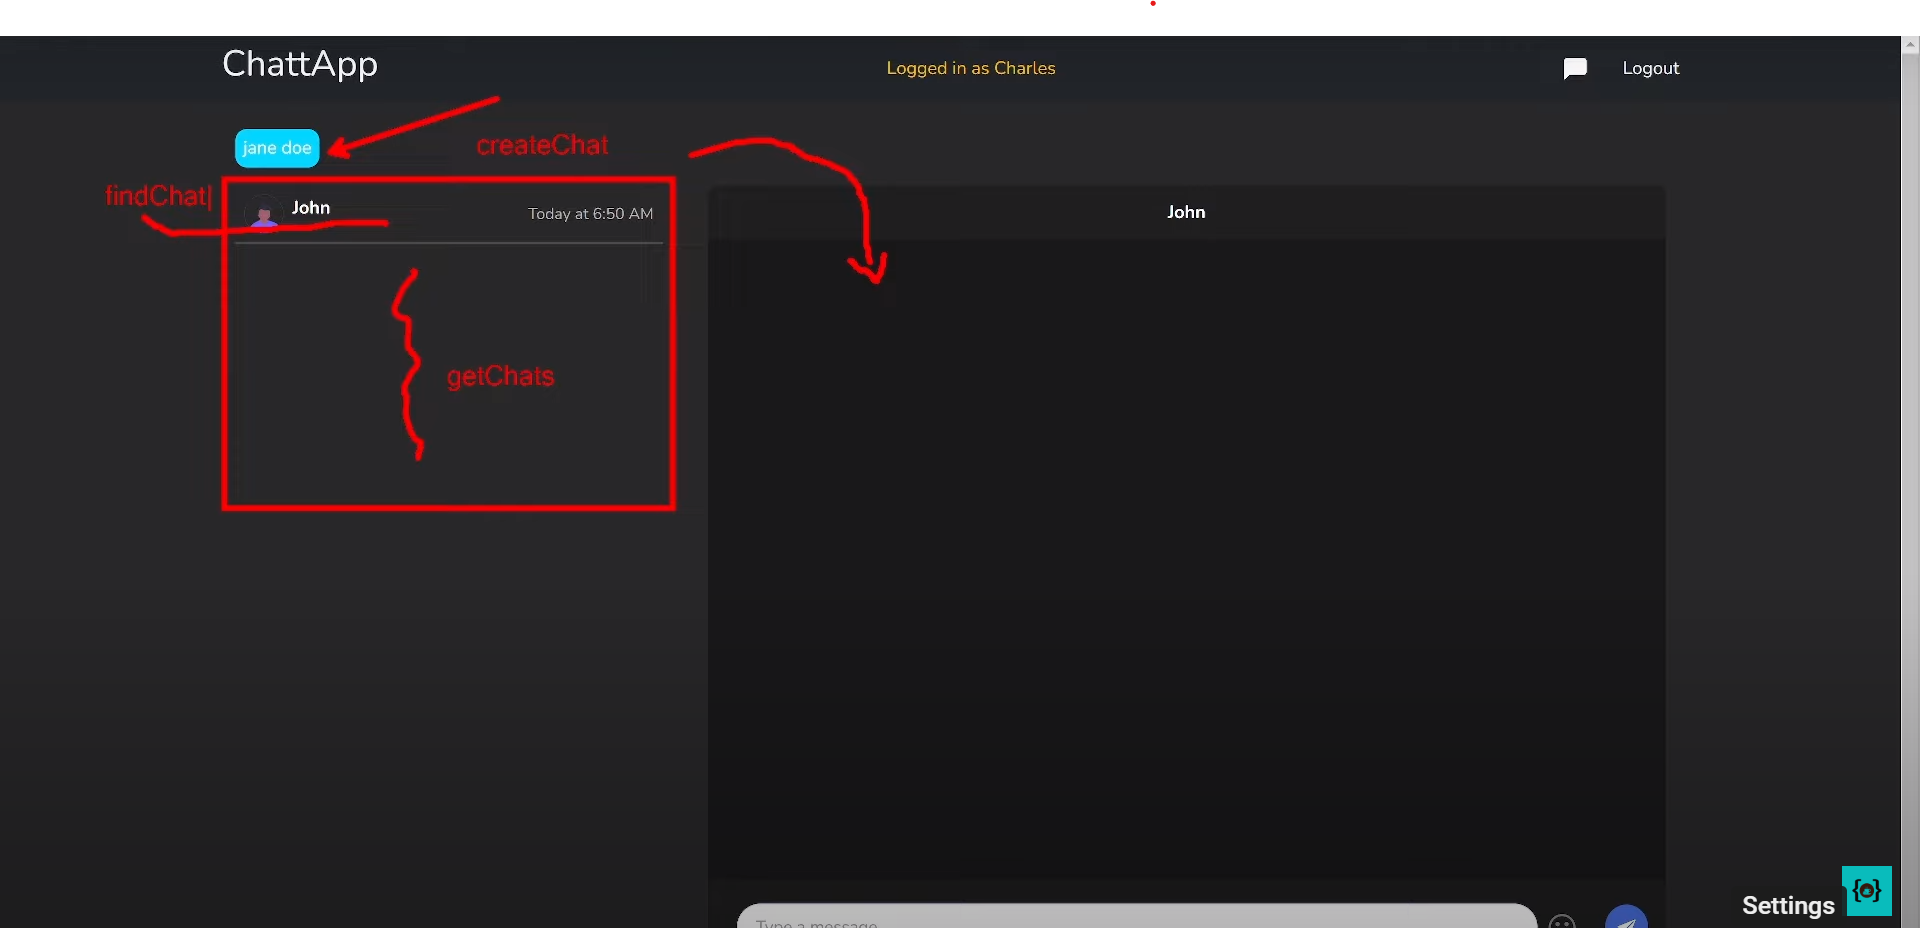 ChattApp
Logged in as Charles
Logout
jane doe
createChat
findChat
John
Today at 6:50 AM
John
getChats
Type a message
Settings
{o}